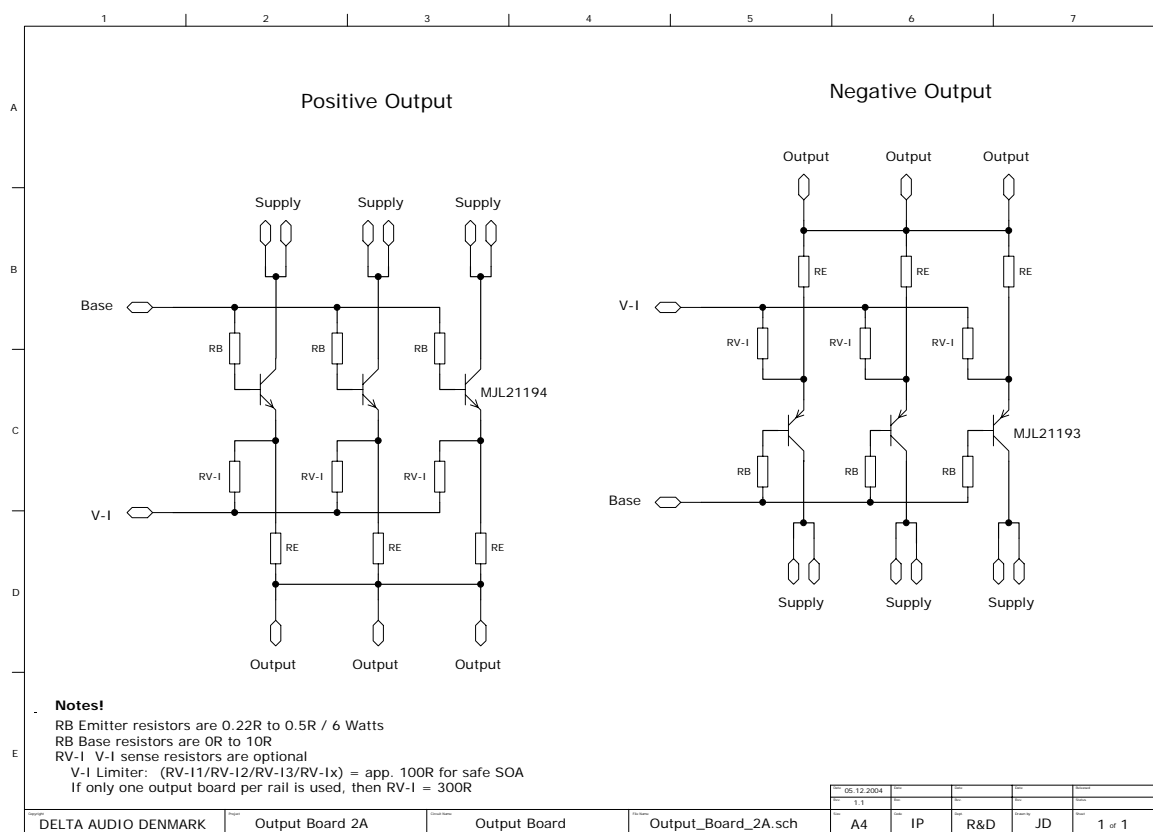 1 2 3 4 5 6 7
A
B
C
D
E
Positive Output
Supply Supply Supply
Base
RB RB RB
MJL21194
RV-I RV-I RV-I
V-I
RE RE RE
Output Output Output
Negative Output
Output Output Output
RE RE RE
V-I
RV-I RV-I RV-I
MJL21193
RB RB RB
Base
Supply Supply Supply
Notes!
RB Emitter resistors are 0.22R to 0.5R / 6 Watts
RB Base resistors are 0R to 10R
RV-I V-I sense resistors are optional
V-I Limiter: (RV-I1/RV-I2/RV-I3/RV-Ix) = app. 100R for safe SOA
If only one output board per rail is used, then RV-I = 300R
05.12.2004
1.1
DELTA AUDIO DENMARK Output Board 2A Output Board Output_Board_2A.sch A4 IP R&D JD 1 of 1